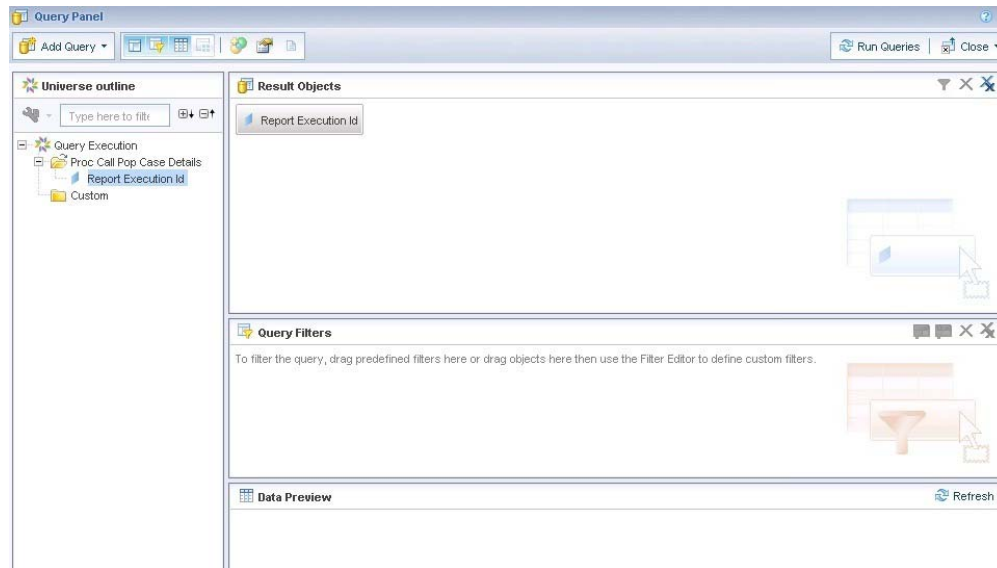 Query Panel
Add Query
Run Queries
Close
Universe outline
Type here to filte
Query Execution
Proc Call Pop Case Details
Report Execution Id
Custom
Result Objects
Report Execution Id
Query Filters
To filter the query, drag predefined filters here or drag objects here then use the Filter Editor to define custom filters.
Data Preview
Refresh